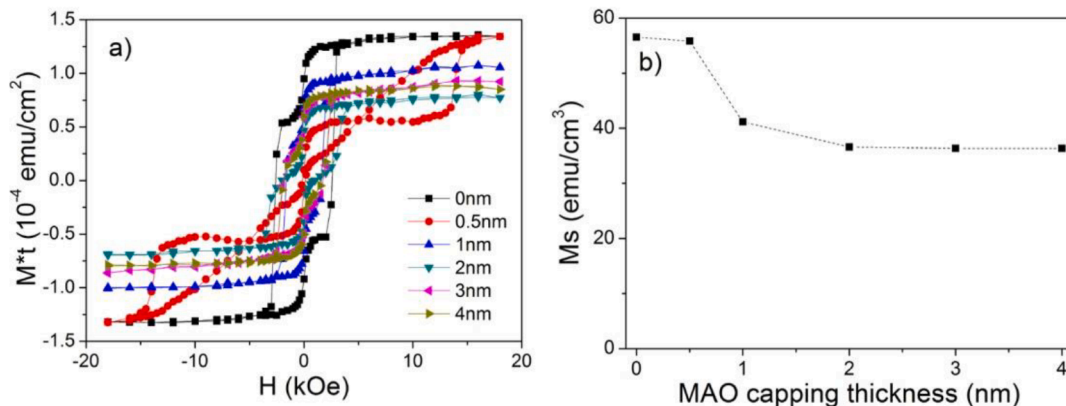 a)
M*t (10⁻⁴ emu/cm²)
1.5
1.0
0.5
0.0
-0.5
-1.0
-1.5
0nm
0.5nm
1nm
2nm
3nm
4nm
-20
-10
0
10
20
H (kOe)
b)
Ms (emu/cm³)
60
40
20
0
0
1
2
3
4
MAO capping thickness (nm)